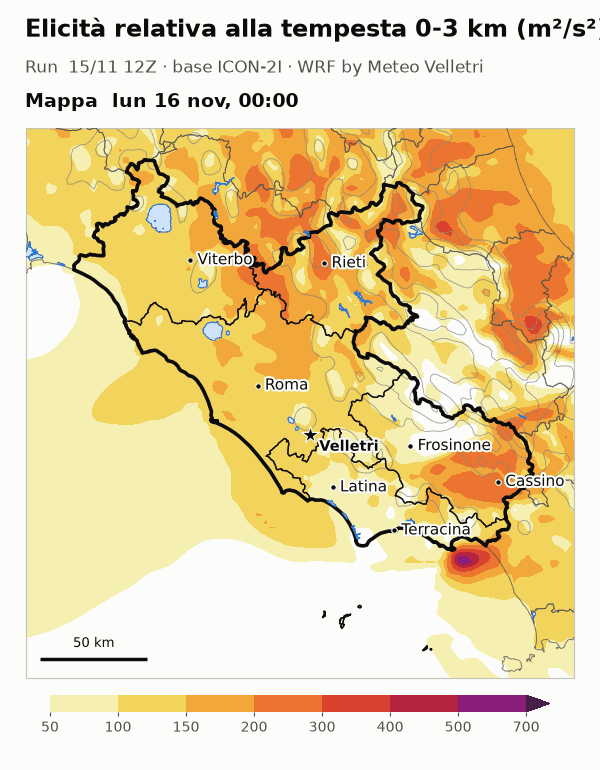 Elicità relativa alla tempesta 0-3 km (m²/s²)
Run 15/11 12Z · base ICON-2I · WRF by Meteo Velletri
Mappa lun 16 nov, 00:00
Viterbo
Rieti
Roma
Velletri
Frosinone
Cassino
Latina
Terracina
50 km
50 100 150 200 300 400 500 700